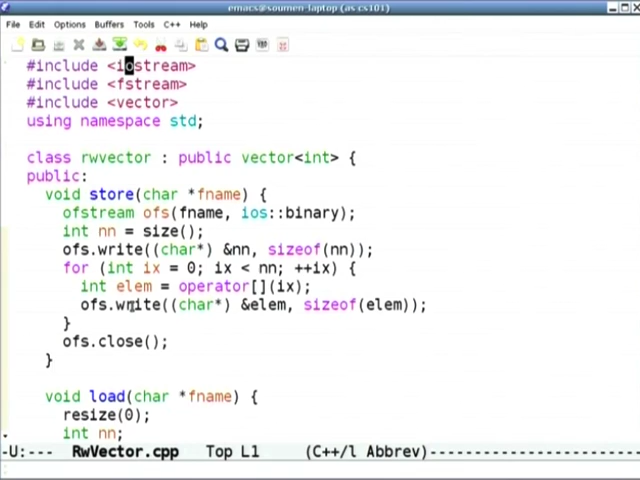 emacs@soumen-laptop (as cs101)
File Edit Options Buffers Tools C++ Help
#include <iostream>
#include <fstream>
#include <vector>
using namespace std;
class rwvector : public vector<int> {
public:
void store(char *fname) {
ofstream ofs(fname, ios::binary);
int nn = size();
ofs.write((char*) &nn, sizeof(nn));
for (int ix = 0; ix < nn; ++ix) {
int elem = operator[](ix);
ofs.write((char*) &elem, sizeof(elem));
}
ofs.close();
}
void load(char *fname) {
resize(0);
int nn;
-U:--- RwVector.cpp Top L1 (C++/l Abbrev)-----------------------